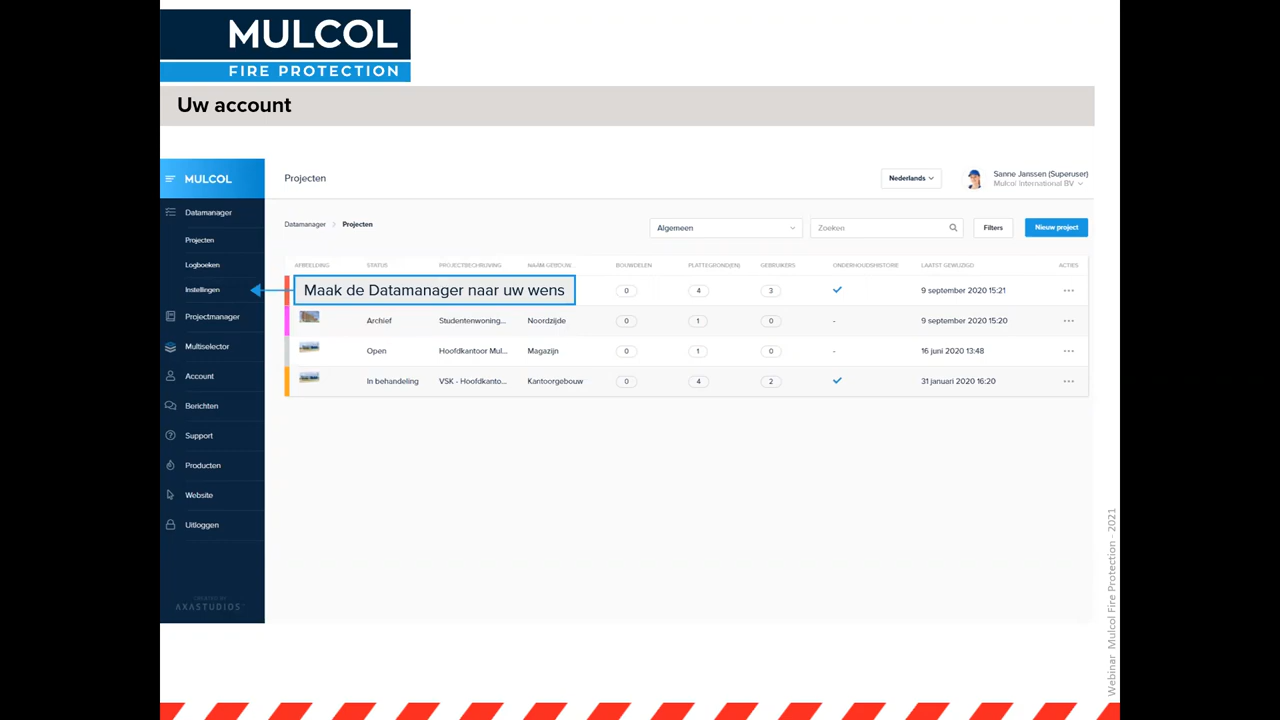 MULCOL
FIRE PROTECTION
Uw account
MULCOL
Datamanager
Projecten
Logboeken
Instellingen
Projectmanager
Multiselector
Account
Berichten
Support
Producten
Website
Uitloggen
CREATED BY
AXASTUDIOS
Projecten
Nederlands
Sanne Janssen (Superuser)
Mulcol International BV
Datamanager > Projecten
Algemeen
Zoeken
Filters
Nieuw project
AFBEELDING STATUS PROJECTBESCHRIJVING NAAM GEBOUW BOUWDELEN PLATTEGROND(EN) GEBRUIKERS ONDERHOUDSHISTORIE LAATST GEWIJZIGD ACTIES
Maak de Datamanager naar uw wens 0 4 3 9 september 2020 15:21
Archief Studentenwoning... Noordzijde 0 1 0 - 9 september 2020 15:20
Open Hoofdkantoor Mul... Magazijn 0 1 0 - 16 juni 2020 13:48
In behandeling VSK - Hoofdkanto... Kantoorgebouw 0 4 2 31 januari 2020 16:20
Webinar Mulcol Fire Protection - 2021